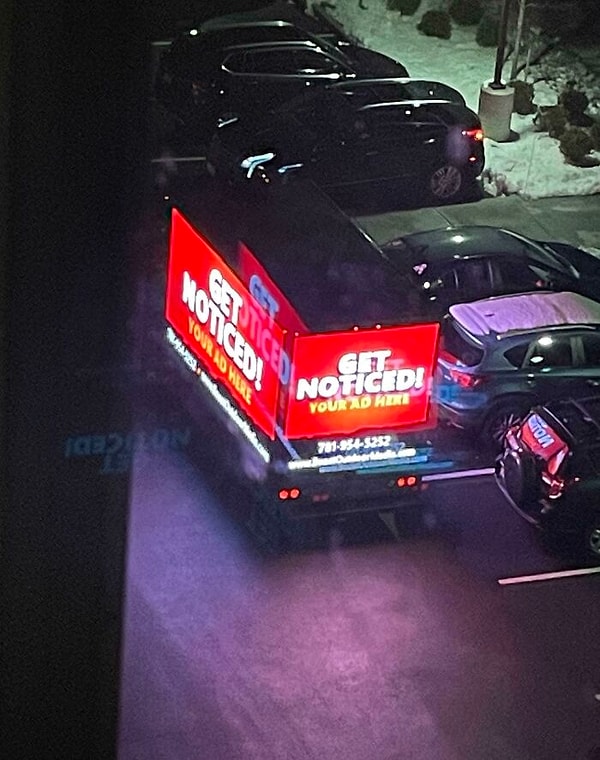 GET
NOTICED!
YOUR AD HERE
GET
NOTICED!
YOUR AD HERE
781-954-5252